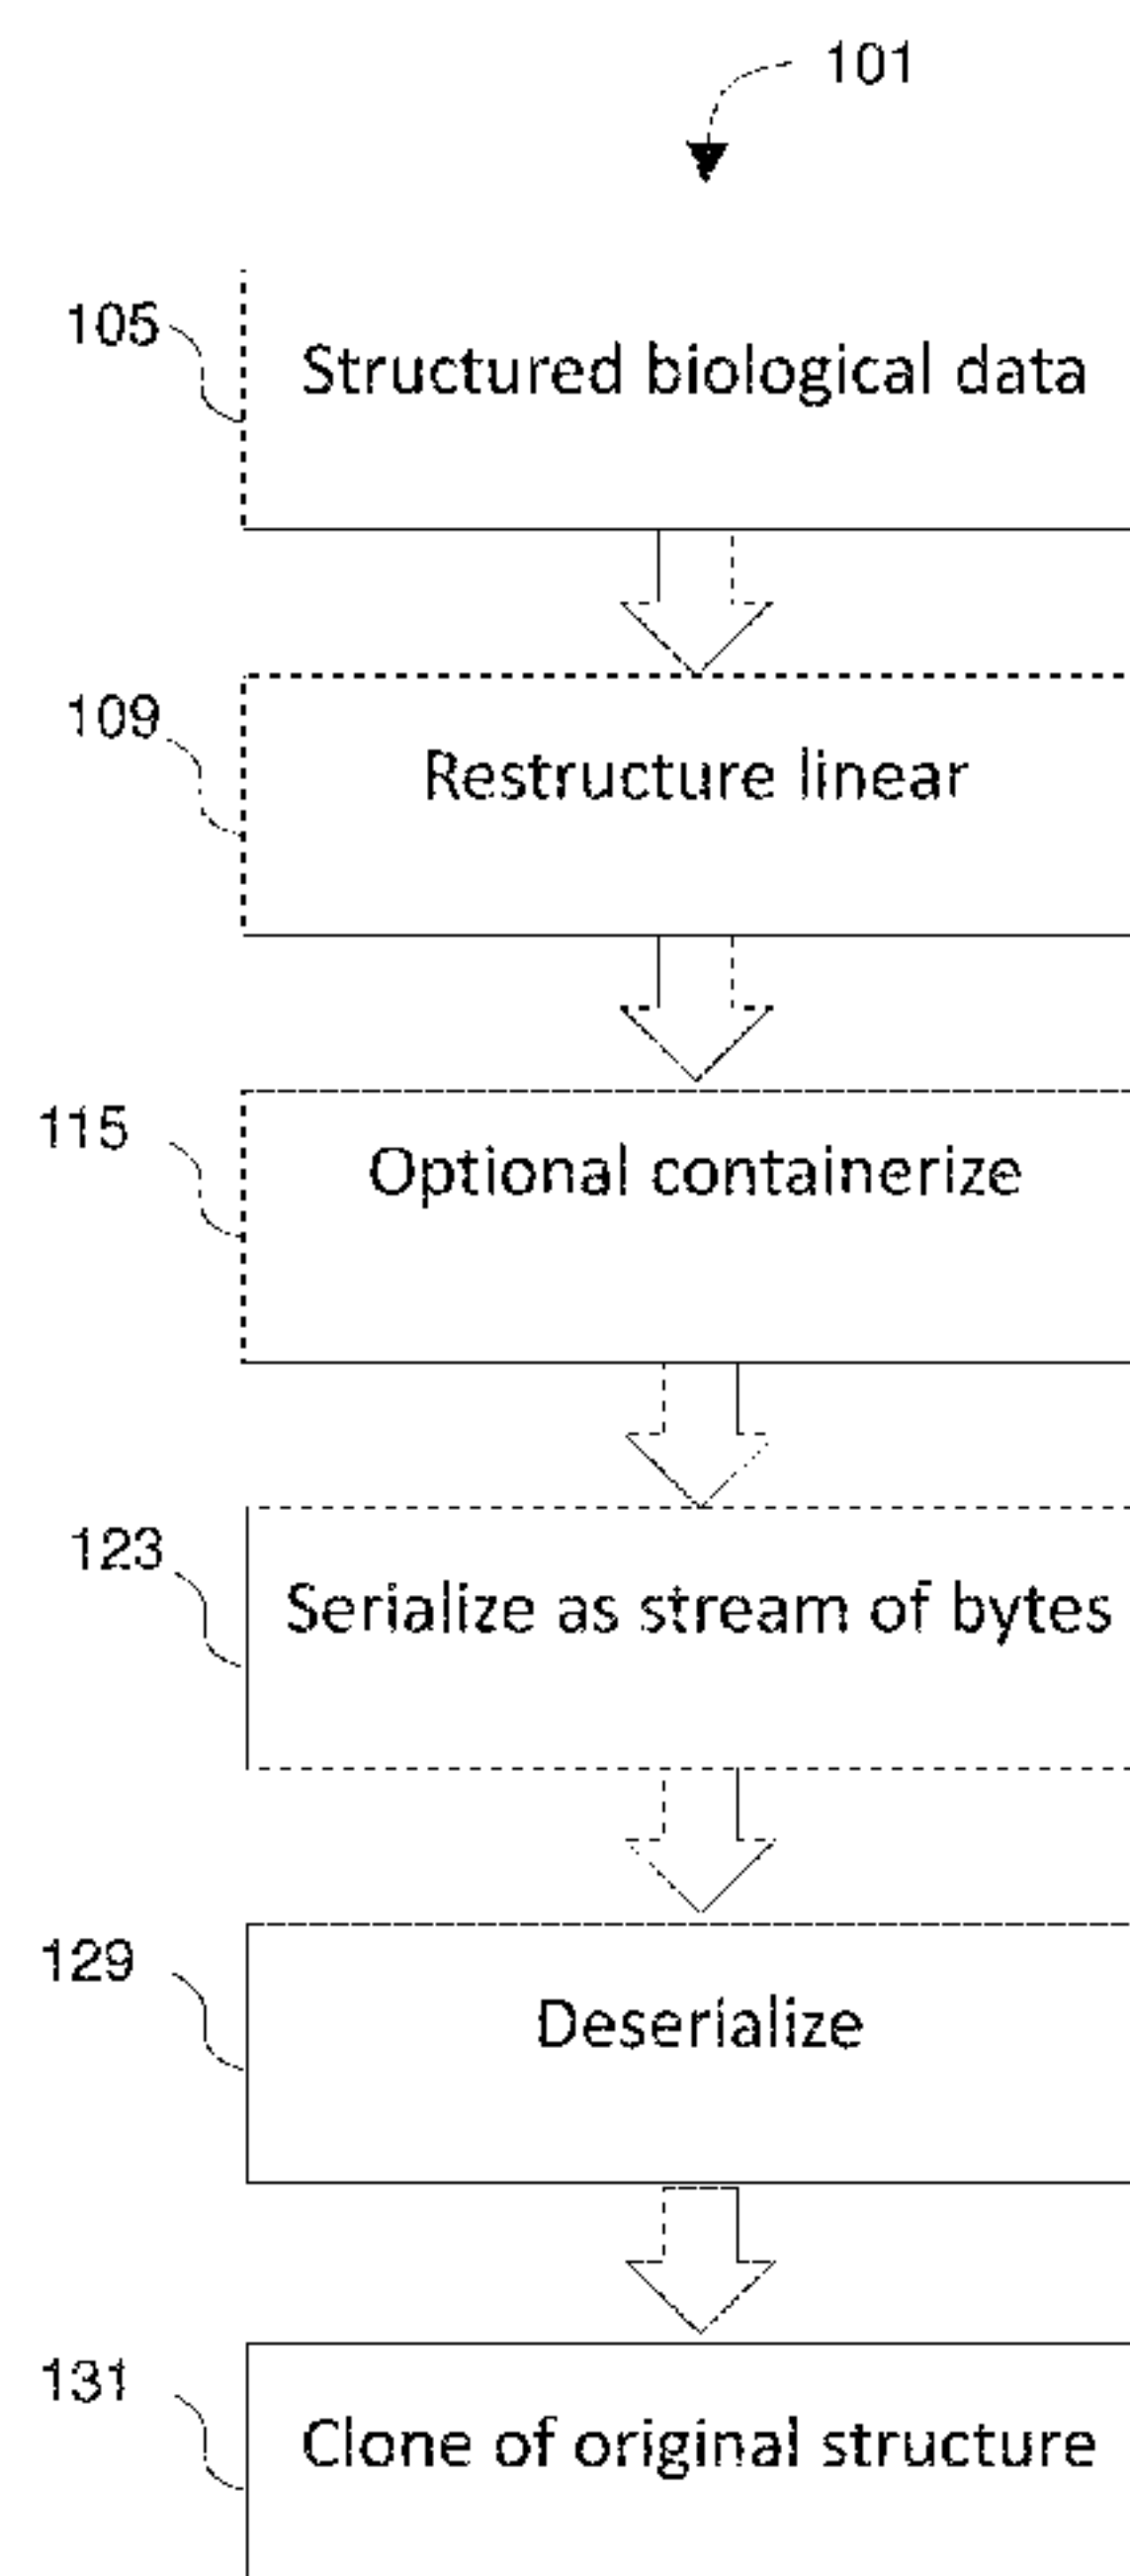 101
105
Structured biological data
109
Restructure linear
115
Optional containerize
123
Serialize as stream of bytes
129
Deserialize
131
Clone of original structure